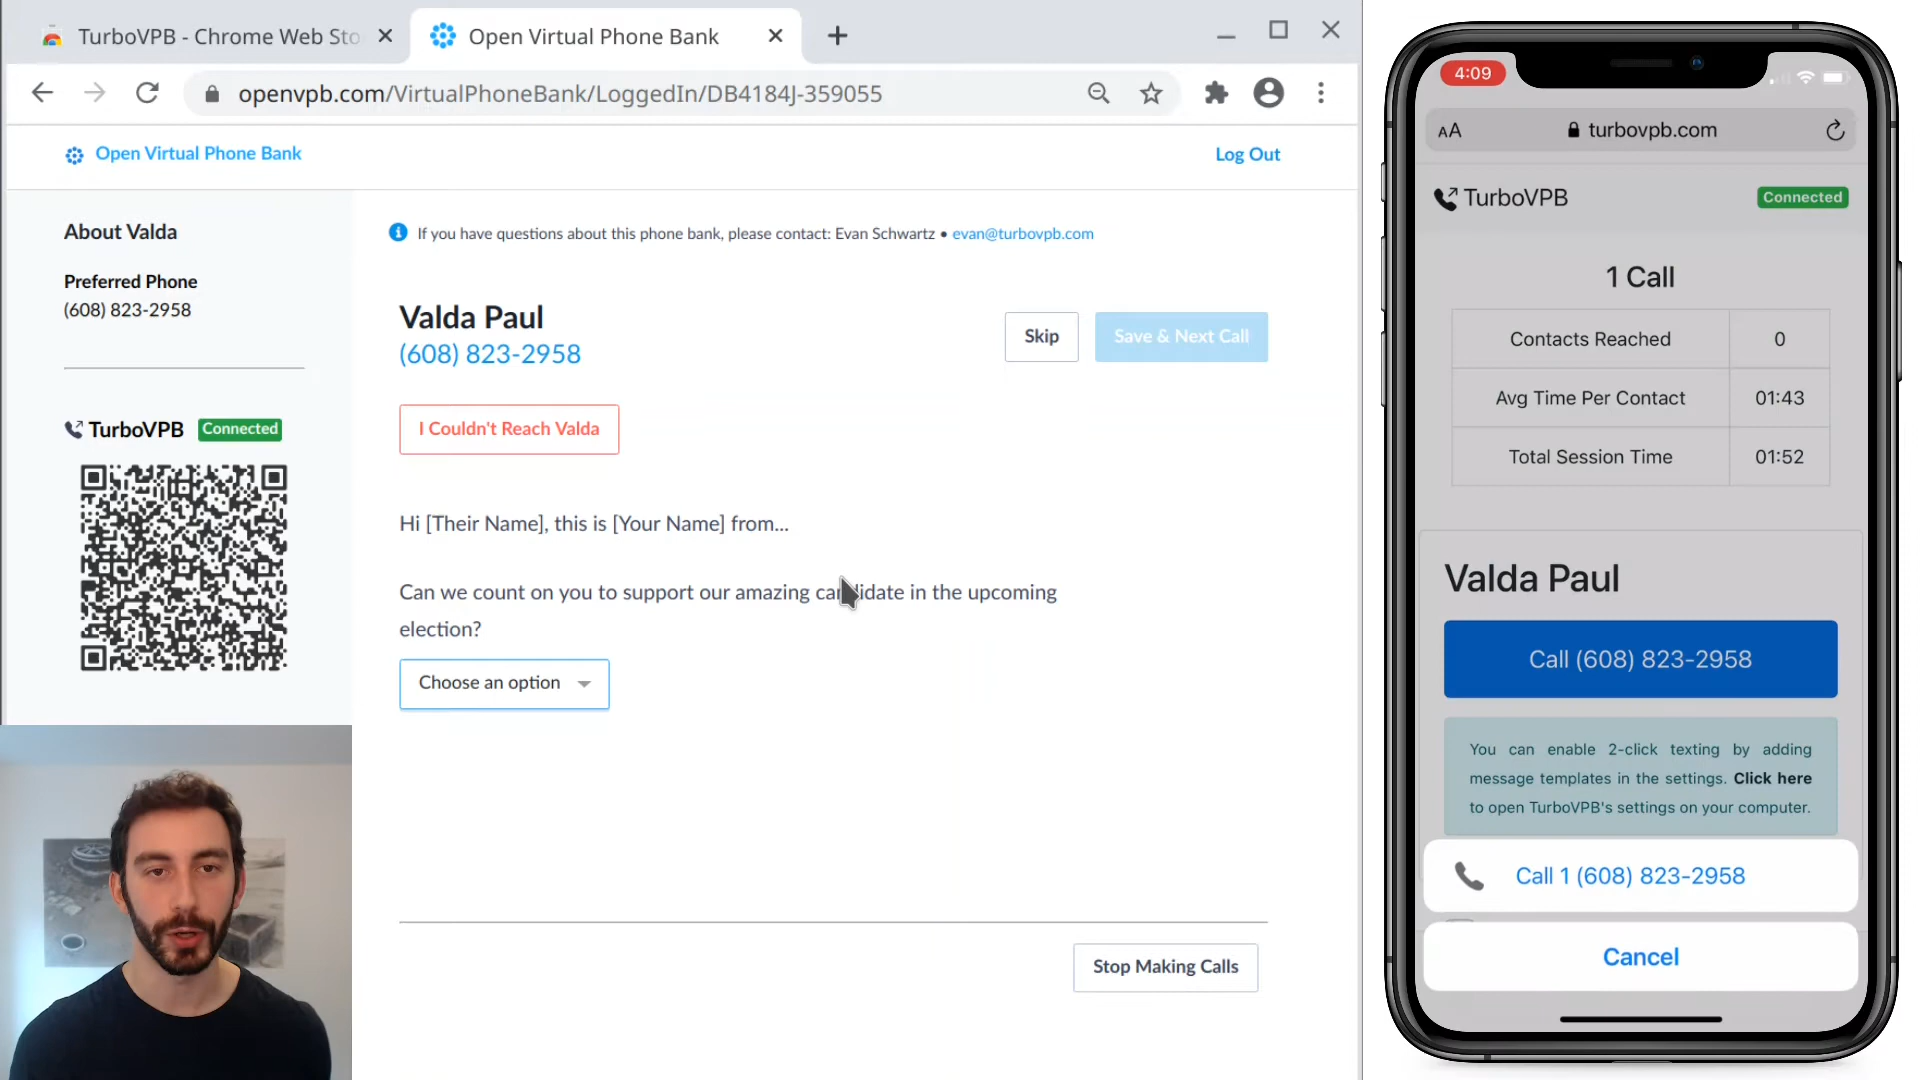 TurboVPB - Chrome Web Sto
Open Virtual Phone Bank
openvpb.com/VirtualPhoneBank/LoggedIn/DB4184J-359055
Open Virtual Phone Bank
Log Out
About Valda
Preferred Phone
(608) 823-2958
TurboVPB Connected
If you have questions about this phone bank, please contact: Evan Schwartz • evan@turbovpb.com
Valda Paul
(608) 823-2958
Skip
Save & Next Call
I Couldn't Reach Valda
Hi [Their Name], this is [Your Name] from...
Can we count on you to support our amazing candidate in the upcoming
election?
Choose an option
Stop Making Calls
4:09
AA turbovpb.com
TurboVPB Connected
1 Call
Contacts Reached 0
Avg Time Per Contact 01:43
Total Session Time 01:52
Valda Paul
Call (608) 823-2958
You can enable 2-click texting by adding
message templates in the settings. Click here
to open TurboVPB's settings on your computer.
Call 1 (608) 823-2958
Cancel